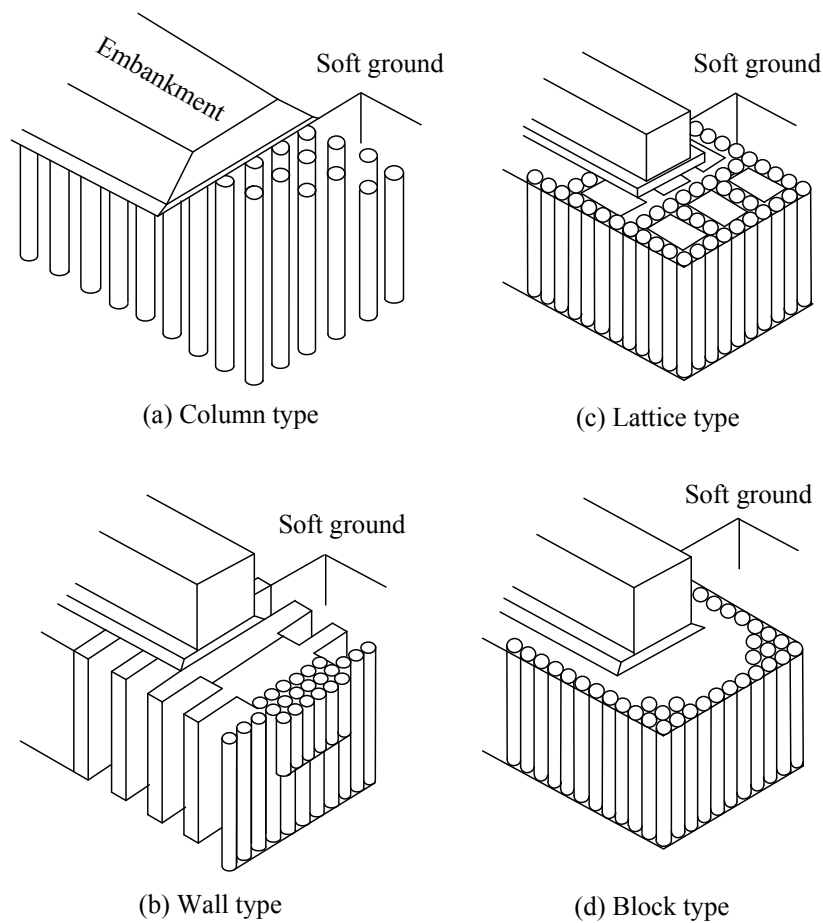 Embankment
Soft ground
(a) Column type
Soft ground
(c) Lattice type
Soft ground
(b) Wall type
Soft ground
(d) Block type